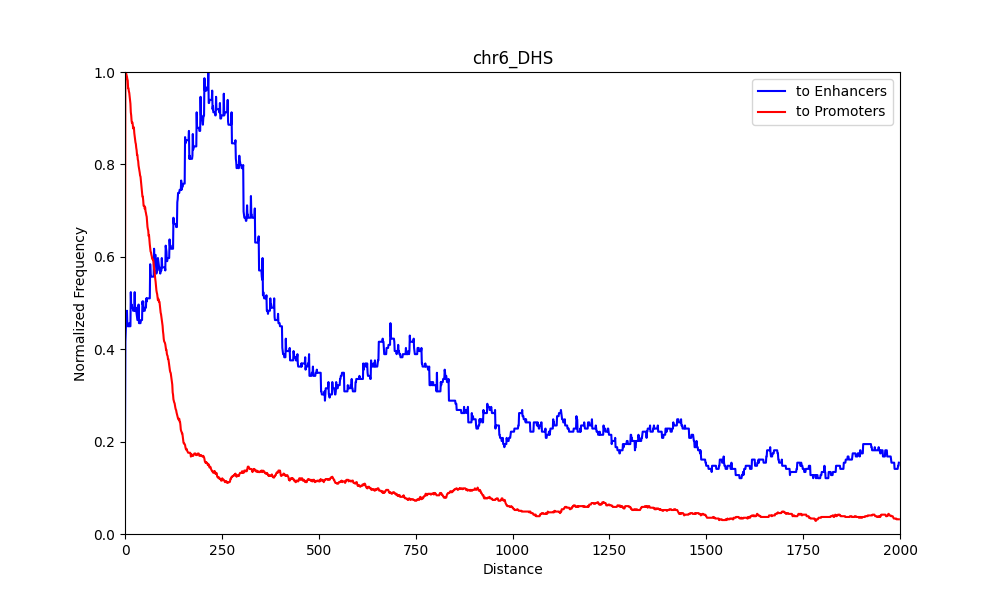 chr6_DHS
to Enhancers
to Promoters
Normalized Frequency
1.0
0.8
0.6
0.4
0.2
0.0
0 250 500 750 1000 1250 1500 1750 2000
Distance